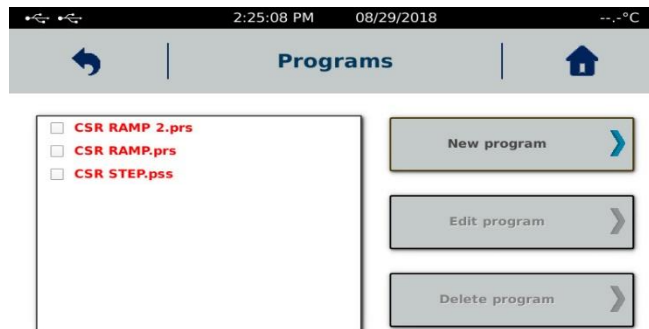 2:25:08 PM 08/29/2018 --.-°C
Programs
CSR RAMP 2.prs
CSR RAMP.prs
CSR STEP.pss
New program
Edit program
Delete program